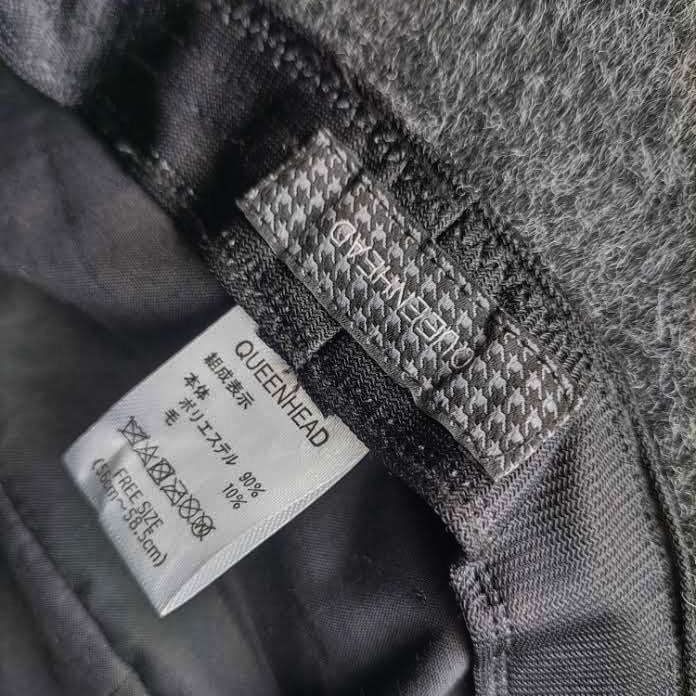 QUEENHEAD
QUEENHEAD
組成表示
本体 ポリエステル 90%
毛 10%
FREE SIZE
(56cm~58.5cm)